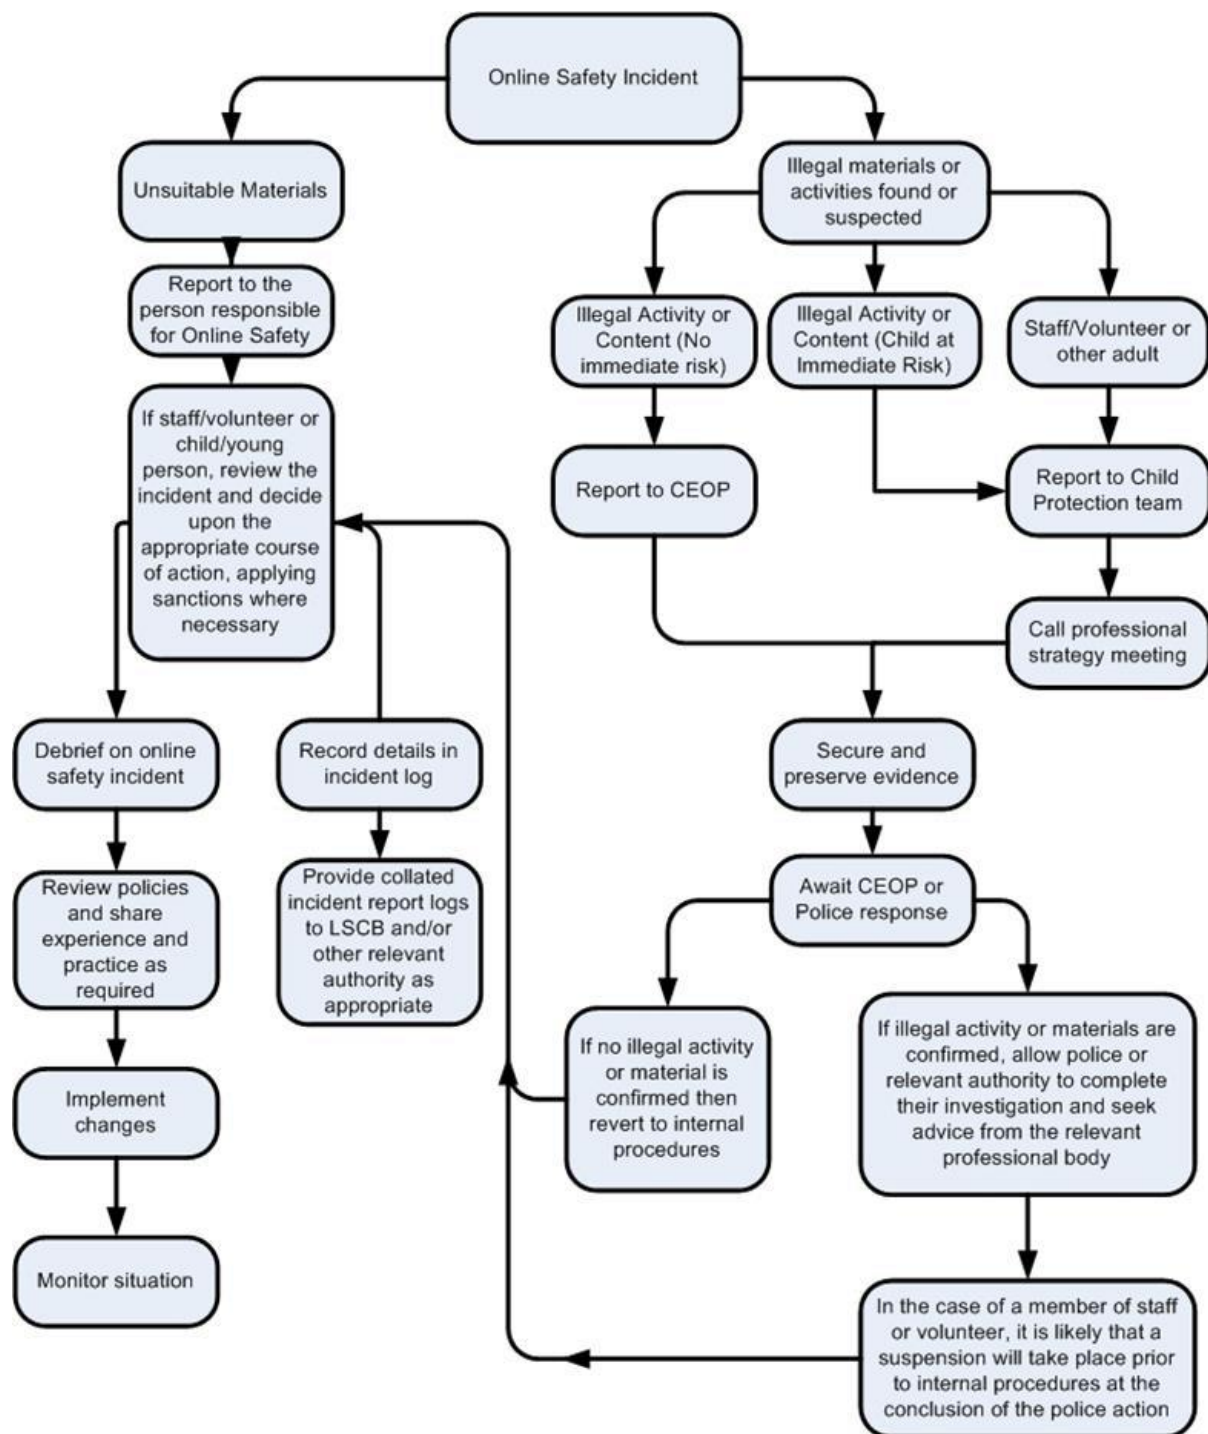 Online Safety Incident
Unsuitable Materials
Illegal materials or
activities found or
suspected
Report to the
person responsible
for Online Safety
Illegal Activity or
Content (No
immediate risk)
Illegal Activity or
Content (Child at
Immediate Risk)
Staff/Volunteer or
other adult
If staff/volunteer or
child/young
person, review the
incident and decide
upon the
appropriate course
of action, applying
sanctions where
necessary
Report to CEOP
Report to Child
Protection team
Call professional
strategy meeting
Debrief on online
safety incident
Record details in
incident log
Secure and
preserve evidence
Review policies
and share
experience and
practice as
required
Provide collated
incident report logs
to LSCB and/or
other relevant
authority as
appropriate
Await CEOP or
Police response
If no illegal activity
or material is
confirmed then
revert to internal
procedures
If illegal activity or materials are
confirmed, allow police or
relevant authority to complete
their investigation and seek
advice from the relevant
professional body
Implement
changes
Monitor situation
In the case of a member of staff
or volunteer, it is likely that a
suspension will take place prior
to internal procedures at the
conclusion of the police action